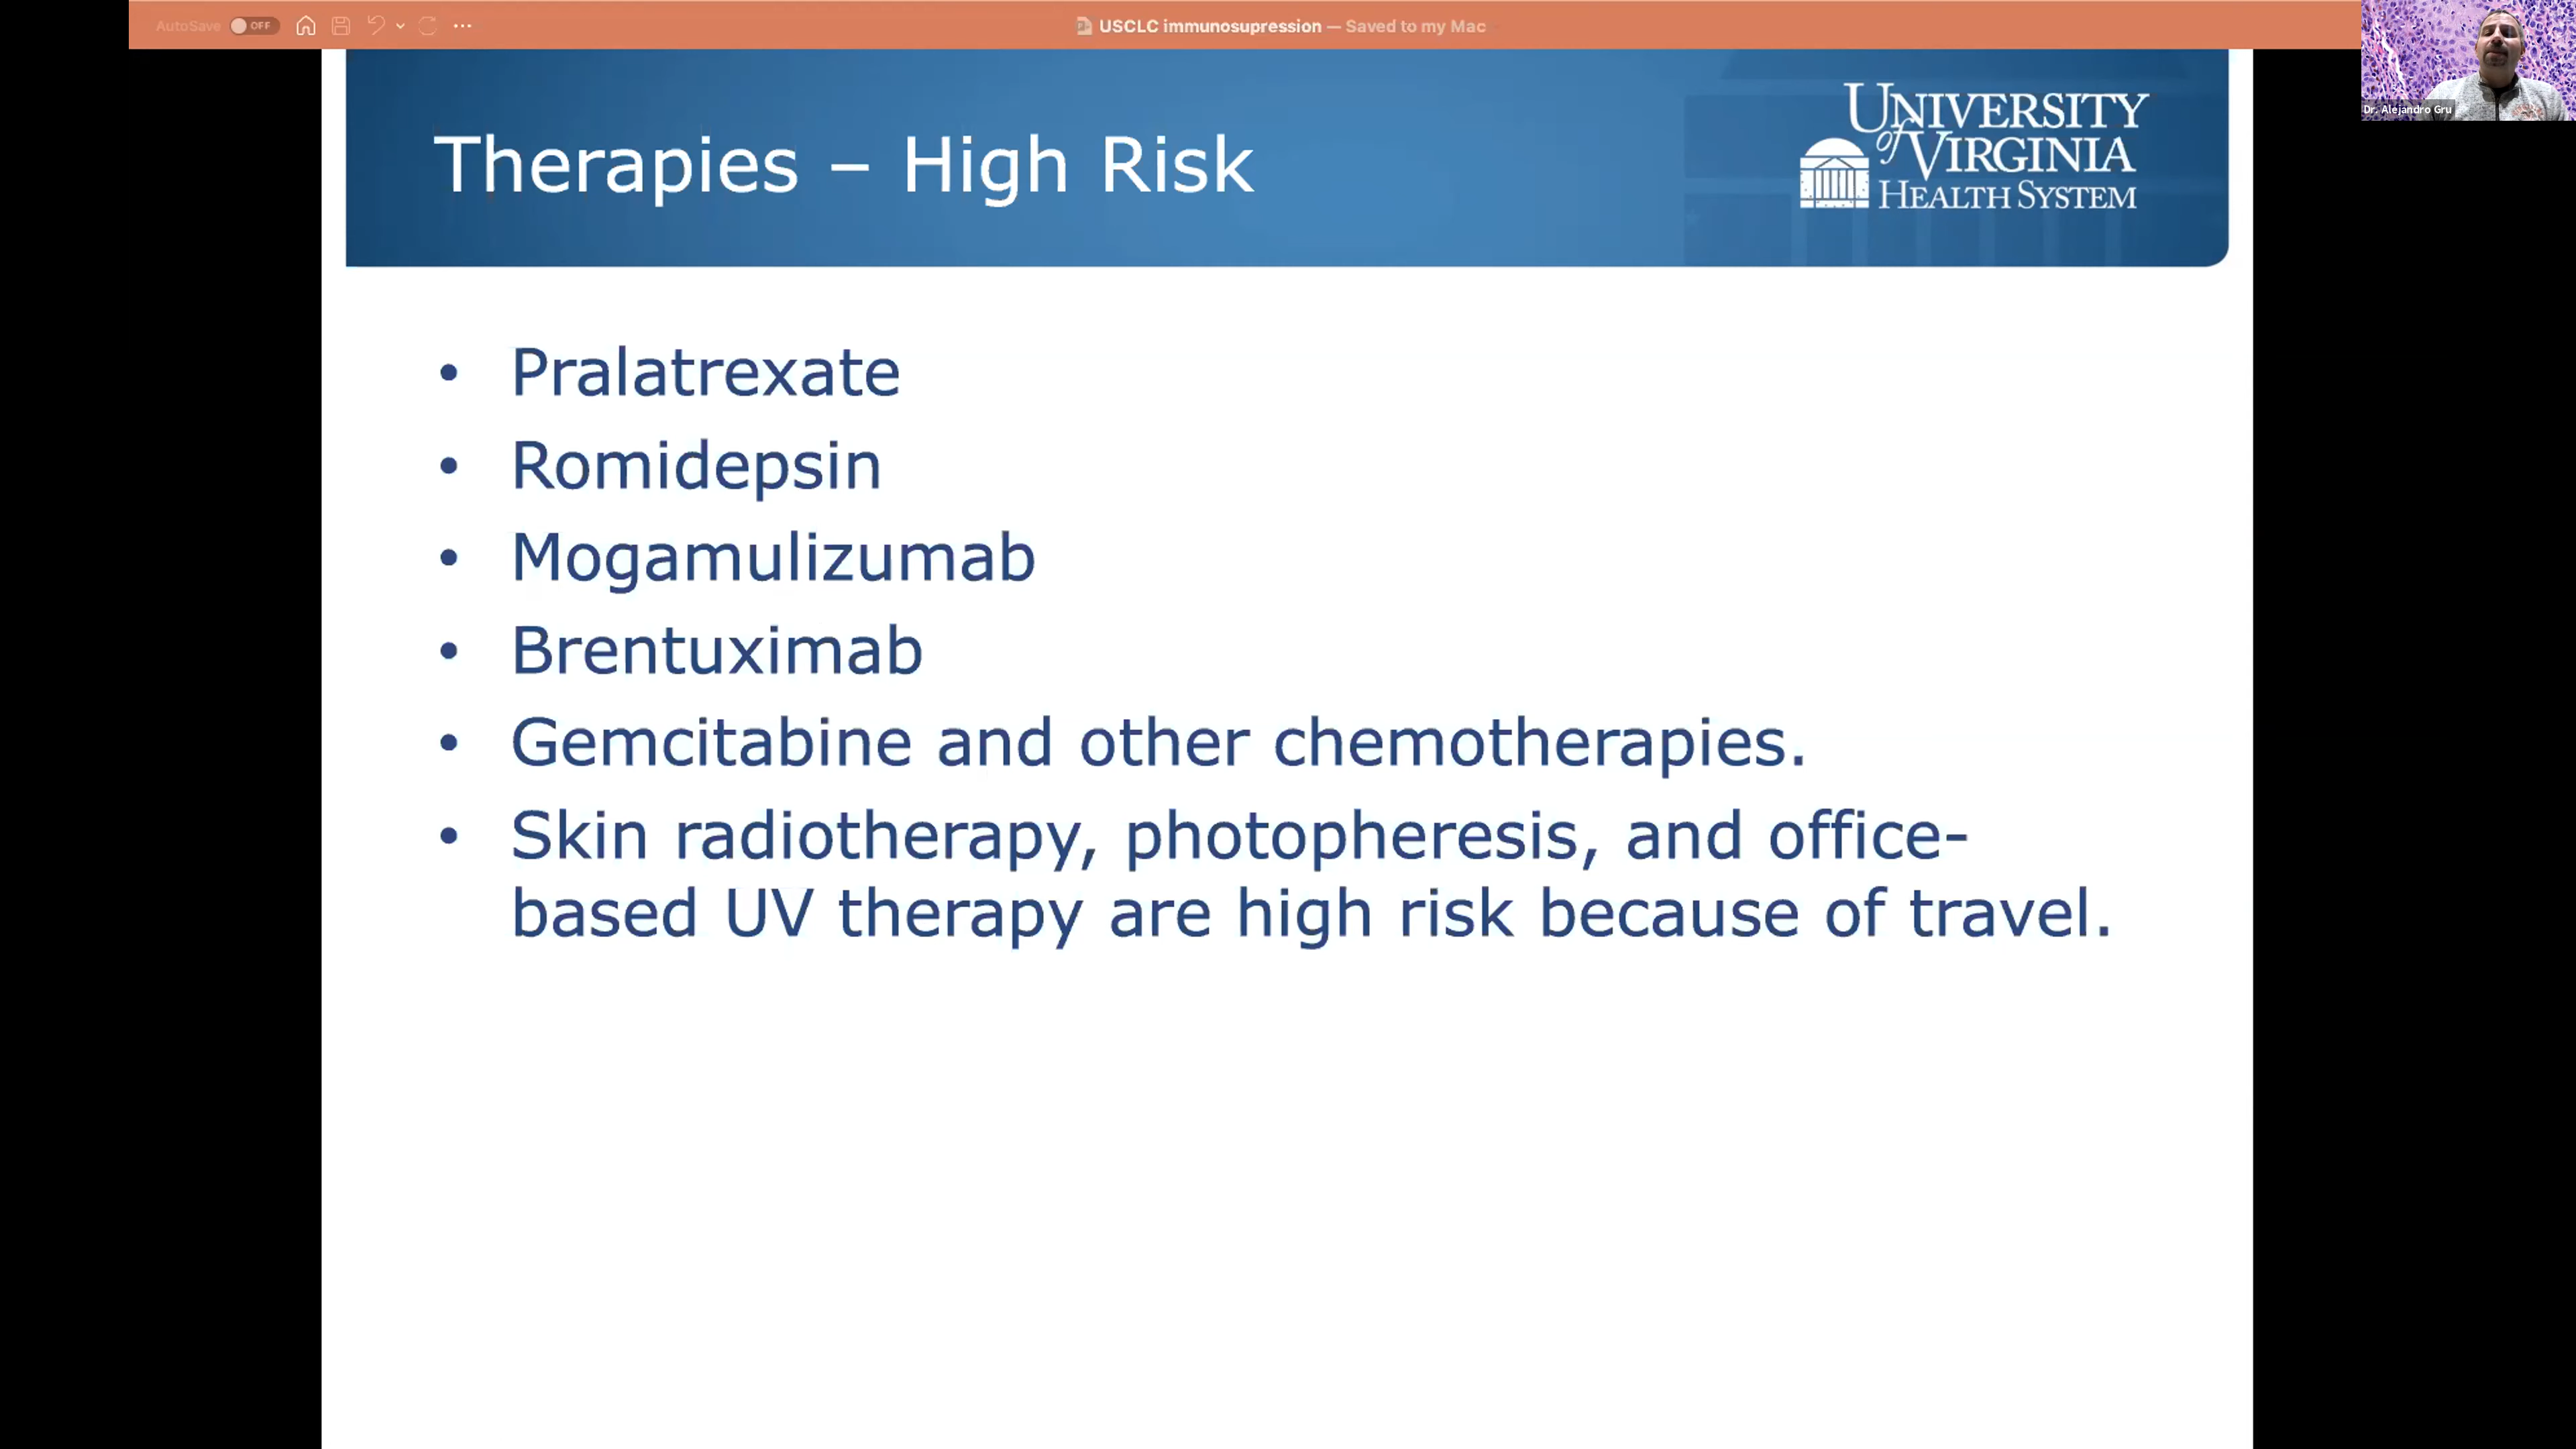 AutoSave OFF
USCLC immunosupression — Saved to my Mac
Dr. Alejandro Gru
Therapies – High Risk
UNIVERSITY
of VIRGINIA
HEALTH SYSTEM
• Pralatrexate
• Romidepsin
• Mogamulizumab
• Brentuximab
• Gemcitabine and other chemotherapies.
• Skin radiotherapy, photopheresis, and office-
based UV therapy are high risk because of travel.